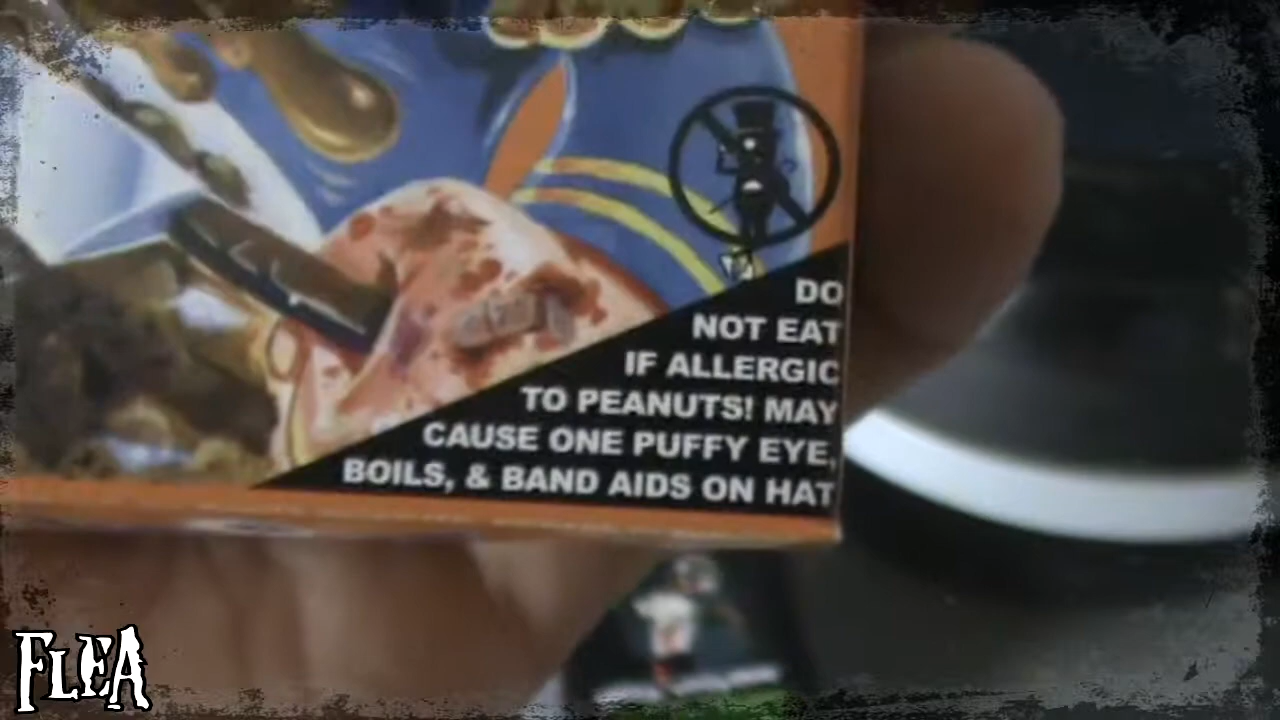 DO
NOT EAT
IF ALLERGIC
TO PEANUTS! MAY
CAUSE ONE PUFFY EYE,
BOILS, & BAND AIDS ON HAT
FLEA